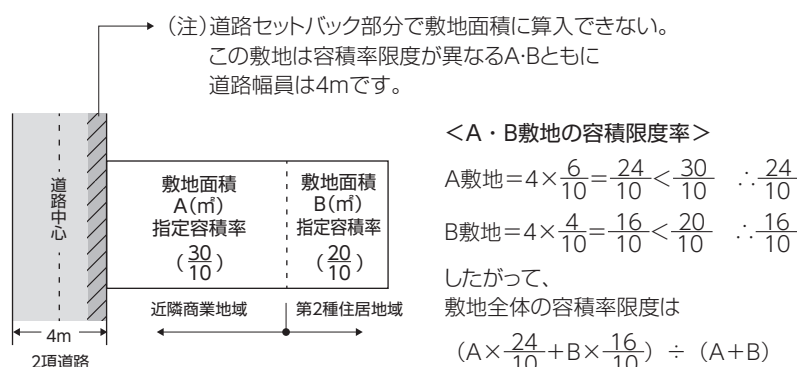 (注)道路セットバック部分で敷地面積に算入できない。
この敷地は容積率限度が異なるA・Bともに
道路幅員は4mです。
道路中心
敷地面積
A(㎡)
指定容積率
(30/10)
敷地面積
B(㎡)
指定容積率
(20/10)
近隣商業地域
第2種住居地域
4m
2項道路
＜A・B敷地の容積限度率＞
A敷地＝4×6/10＝24/10＜30/10 ∴24/10
B敷地＝4×4/10＝16/10＜20/10 ∴16/10
したがって、
敷地全体の容積率限度は
(A×24/10＋B×16/10) ÷ (A＋B)